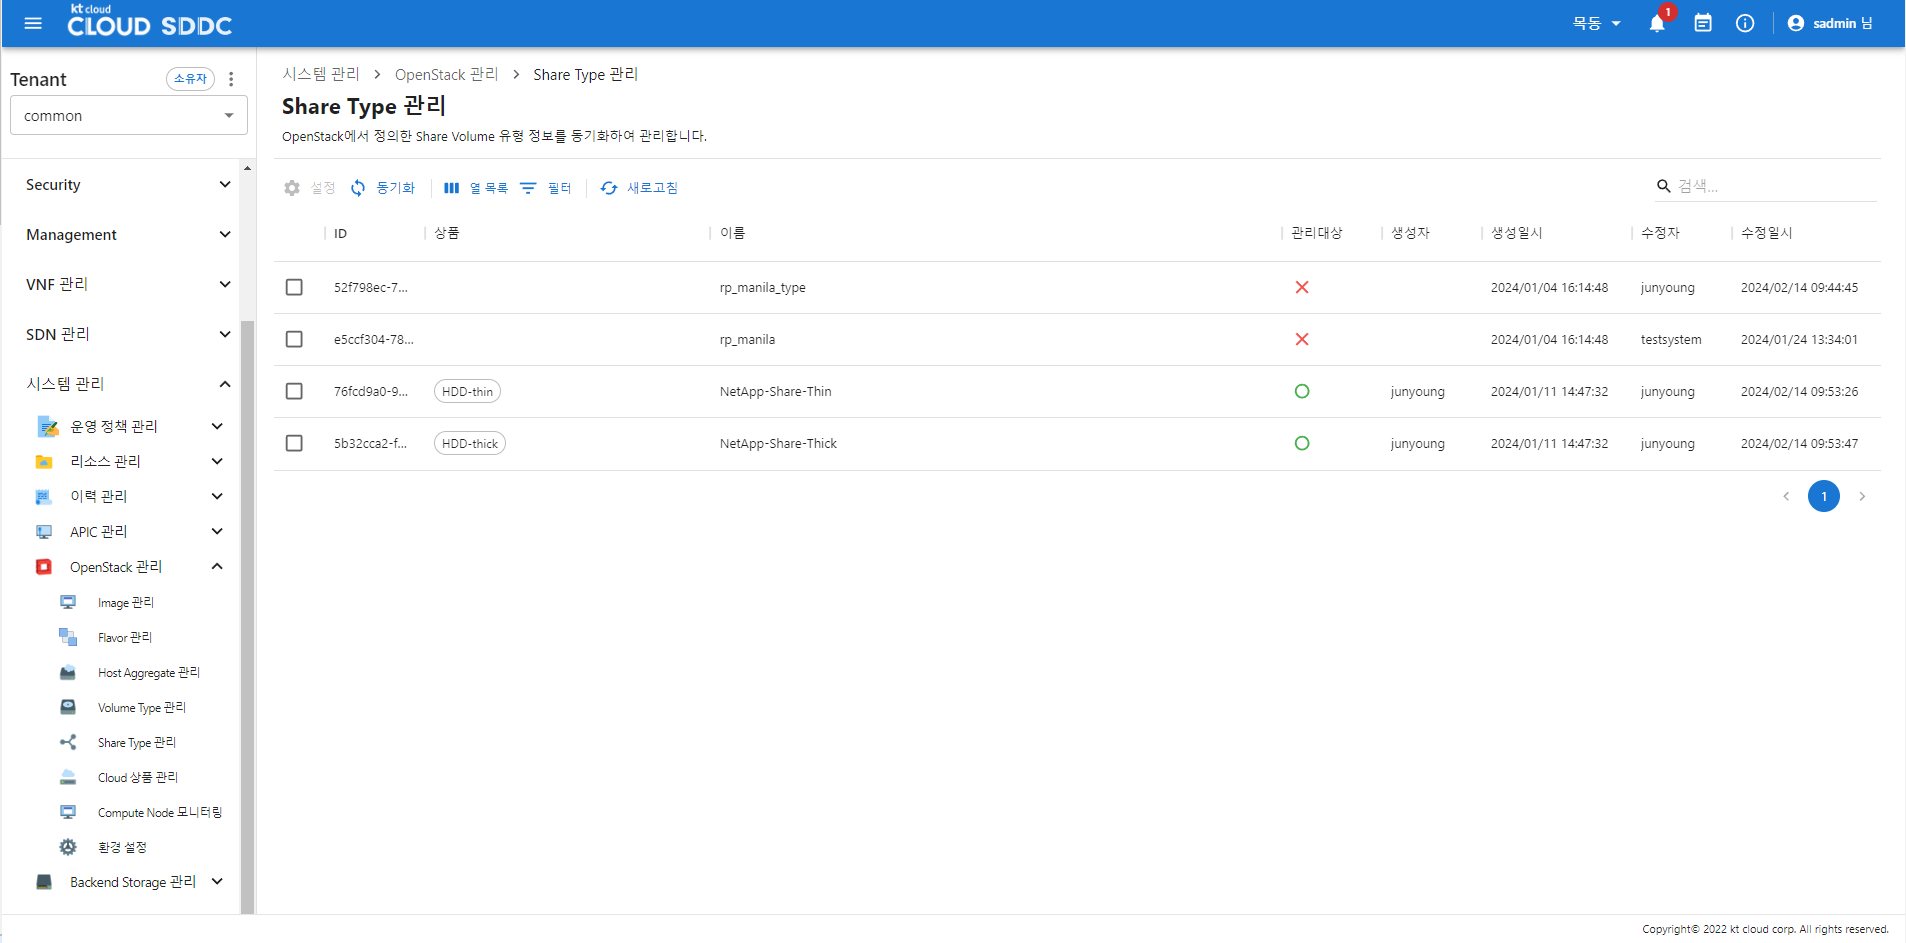 kt cloud
CLOUD SDDC
목동
1
sadmin 님
Tenant
소유자
common
Security
Management
VNF 관리
SDN 관리
시스템 관리
운영 정책 관리
리소스 관리
이력 관리
APIC 관리
OpenStack 관리
Image 관리
Flavor 관리
Host Aggregate 관리
Volume Type 관리
Share Type 관리
Cloud 상품 관리
Compute Node 모니터링
환경 설정
Backend Storage 관리
시스템 관리 > OpenStack 관리 > Share Type 관리
Share Type 관리
OpenStack에서 정의한 Share Volume 유형 정보를 동기화하여 관리합니다.
설정 동기화 열 목록 필터 새로고침 검색...
ID 상품 이름 관리대상 생성자 생성일시 수정자 수정일시
52f798ec-7... rp_manila_type 2024/01/04 16:14:48 junyoung 2024/02/14 09:44:45
e5ccf304-78... rp_manila 2024/01/04 16:14:48 testsystem 2024/01/24 13:34:01
76fcd9a0-9... HDD-thin NetApp-Share-Thin junyoung 2024/01/11 14:47:32 junyoung 2024/02/14 09:53:26
5b32cca2-f... HDD-thick NetApp-Share-Thick junyoung 2024/01/11 14:47:32 junyoung 2024/02/14 09:53:47
1
Copyright© 2022 kt cloud corp. All rights reserved.